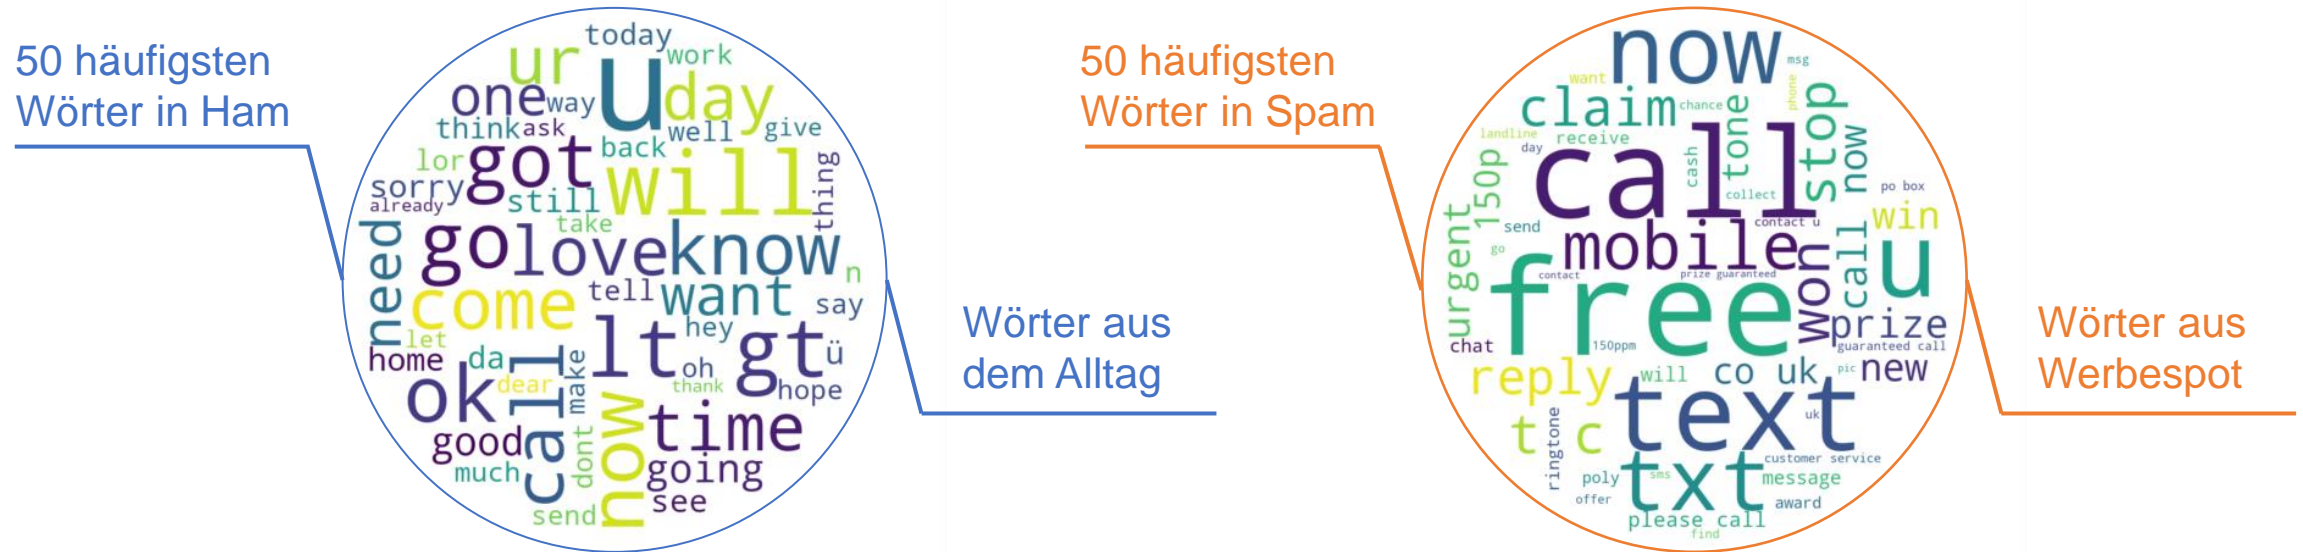 50 häufigsten
Wörter in Ham
today
work
ur
u
one
way
day
think
ask
well
give
back
lor
got
will
thing
sorry
already
still
take
need
go
love
know
n
come
tell
want
say
let
hey
lt
gt
ü
home
da
oh
ok
dear
call
make
thank
hope
now
time
good
much
dont
going
send
see
Wörter aus
dem Alltag
50 häufigsten
Wörter in Spam
now
msg
want
phone
claim
chance
tone
stop
landline
receive
day
call
cash
now
150p
collect
po box
urgent
send
contact u
win
go
mobile
won
call
u
contact
prize guaranteed
free
prize
chat
150ppm
guaranteed call
reply
will
co uk
pic
new
text
uk
t c
ringtone
customer service
poly
sms
txt
message
offer
award
please call
find
Wörter aus
Werbespot